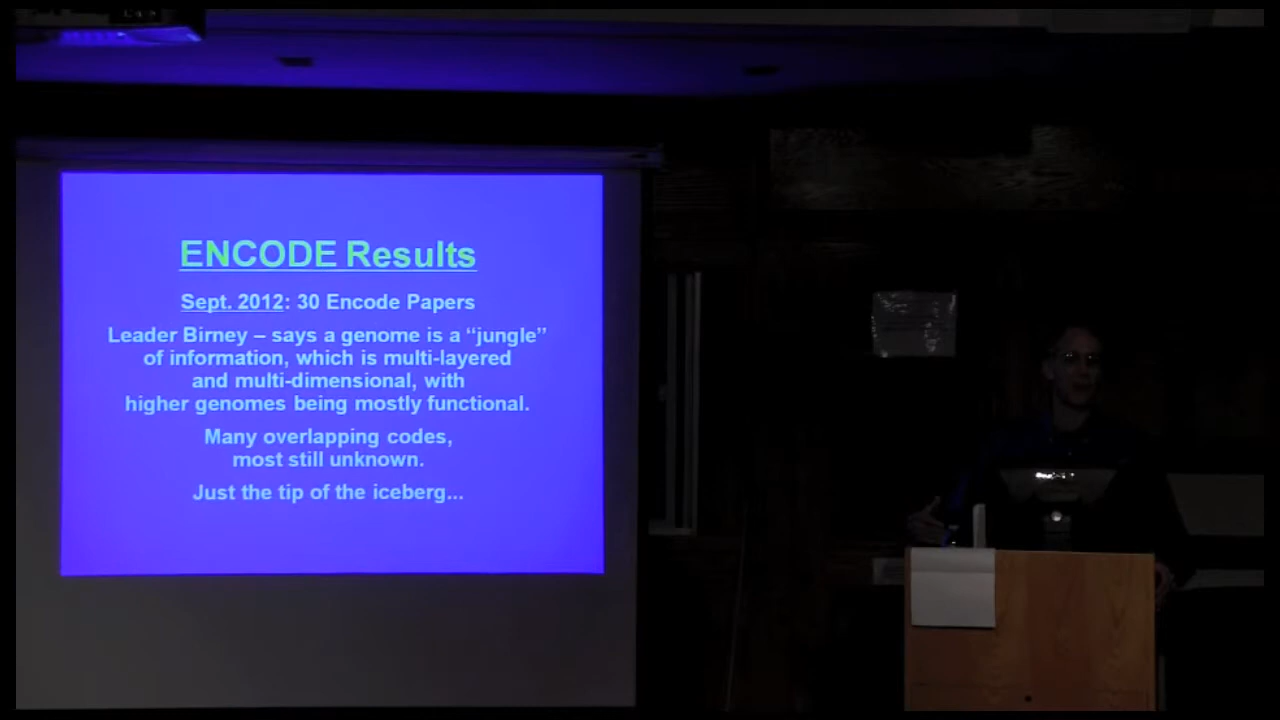 ENCODE Results
Sept. 2012: 30 Encode Papers
Leader Birney – says a genome is a “jungle”
of information, which is multi-layered
and multi-dimensional, with
higher genomes being mostly functional.
Many overlapping codes,
most still unknown.
Just the tip of the iceberg...